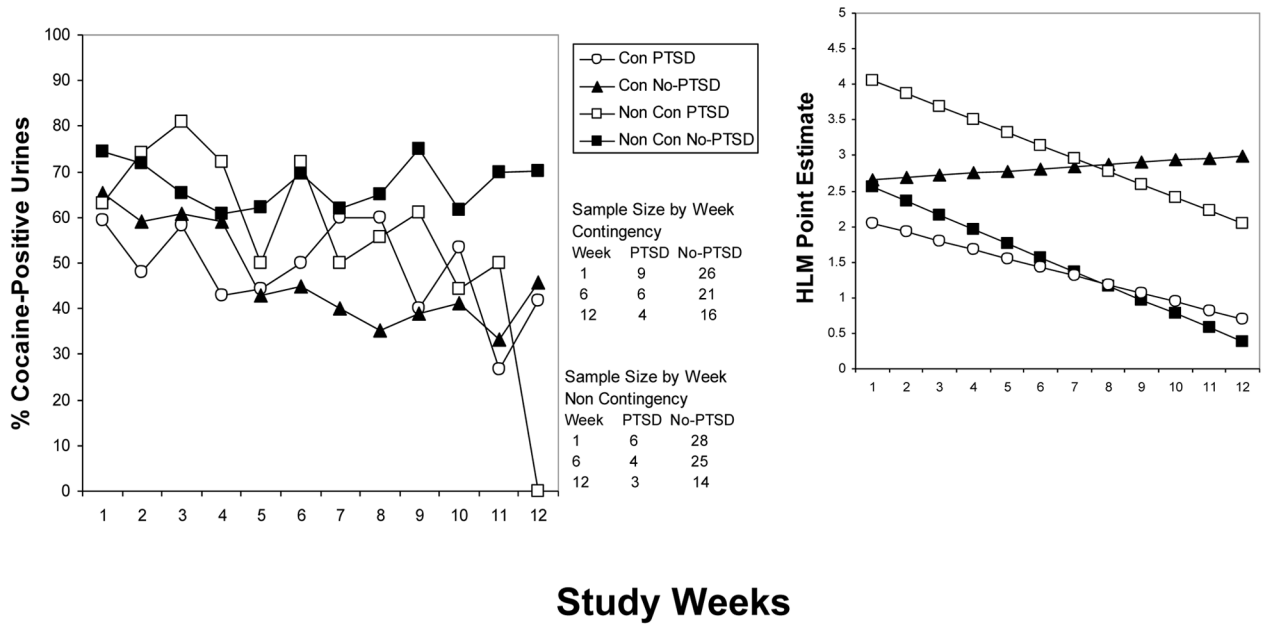 % Cocaine-Positive Urines
100
90
80
70
60
50
40
30
20
10
0
1 2 3 4 5 6 7 8 9 10 11 12
Con PTSD
Con No-PTSD
Non Con PTSD
Non Con No-PTSD
Sample Size by Week
Contingency
Week PTSD No-PTSD
1 9 26
6 6 21
12 4 16
Sample Size by Week
Non Contingency
Week PTSD No-PTSD
1 6 28
6 4 25
12 3 14
HLM Point Estimate
5
4.5
4
3.5
3
2.5
2
1.5
1
0.5
0
1 2 3 4 5 6 7 8 9 10 11 12
Study Weeks